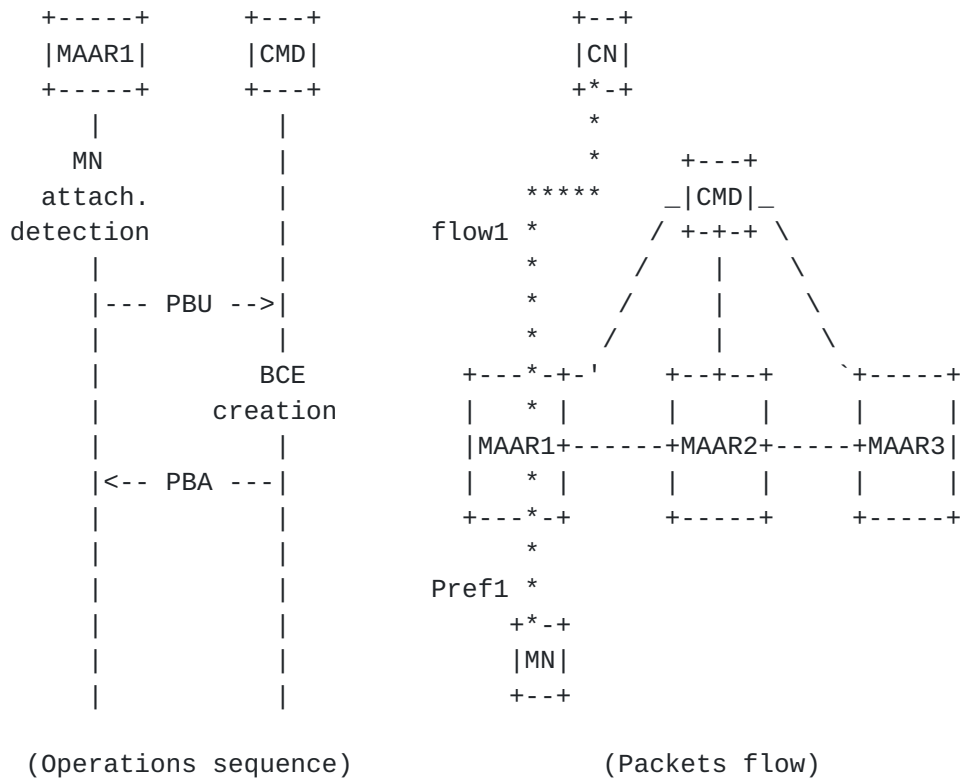 +-----+      +---+                +--+
|MAAR1|      |CMD|                |CN|
+-----+      +---+                +*-+
   |           |                    *
  MN           |                    *     +---+
attach.        |                *****    _|CMD|_
detection      |          flow1 *       / +-+-+ \
   |           |                *      /    |    \
   |--- PBU -->|                *     /     |     \
   |           |                *    /      |      \
   |          BCE           +---*-+-'    +--+--+    `+-----+
   |        creation        |   * |      |     |     |     |
   |           |            |MAAR1+------+MAAR2+-----+MAAR3|
   |<-- PBA ---|            |   * |      |     |     |     |
   |           |            +---*-+      +-----+     +-----+
   |           |                *
   |           |          Pref1 *
   |           |               +*-+
   |           |               |MN|
   |           |               +--+
(Operations sequence)                (Packets flow)